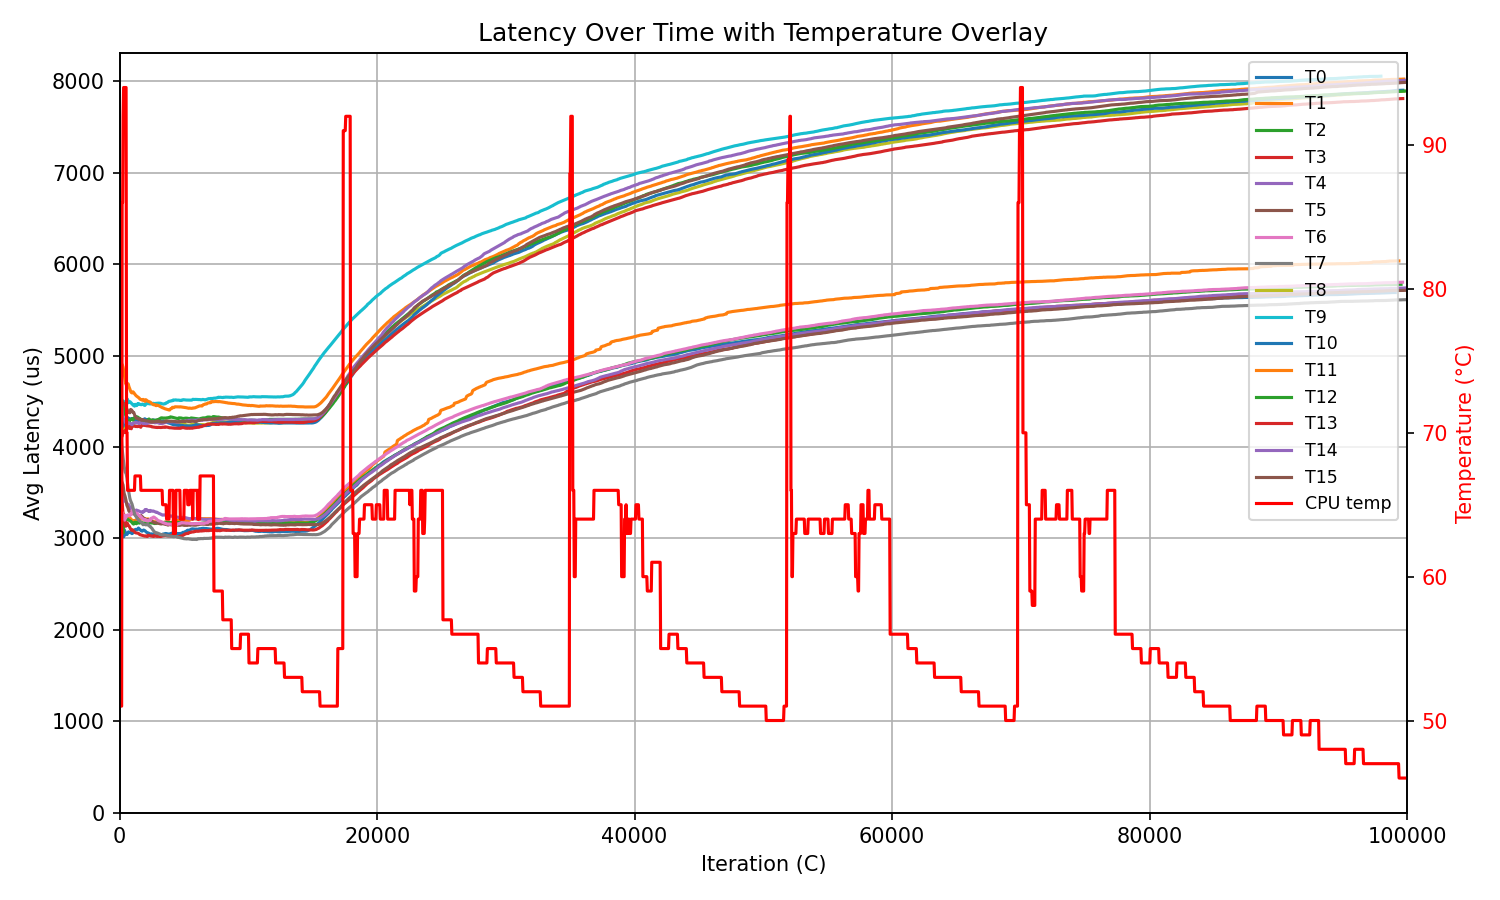 Latency Over Time with Temperature Overlay
8000
7000
6000
5000
4000
3000
2000
1000
0
Avg Latency (us)
0
20000
40000
60000
80000
100000
Iteration (C)
90
80
70
60
50
Temperature (°C)
T0
T1
T2
T3
T4
T5
T6
T7
T8
T9
T10
T11
T12
T13
T14
T15
CPU temp